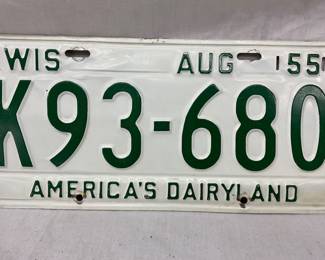 WIS AUG 55
K93-680
AMERICA'S DAIRYLAND